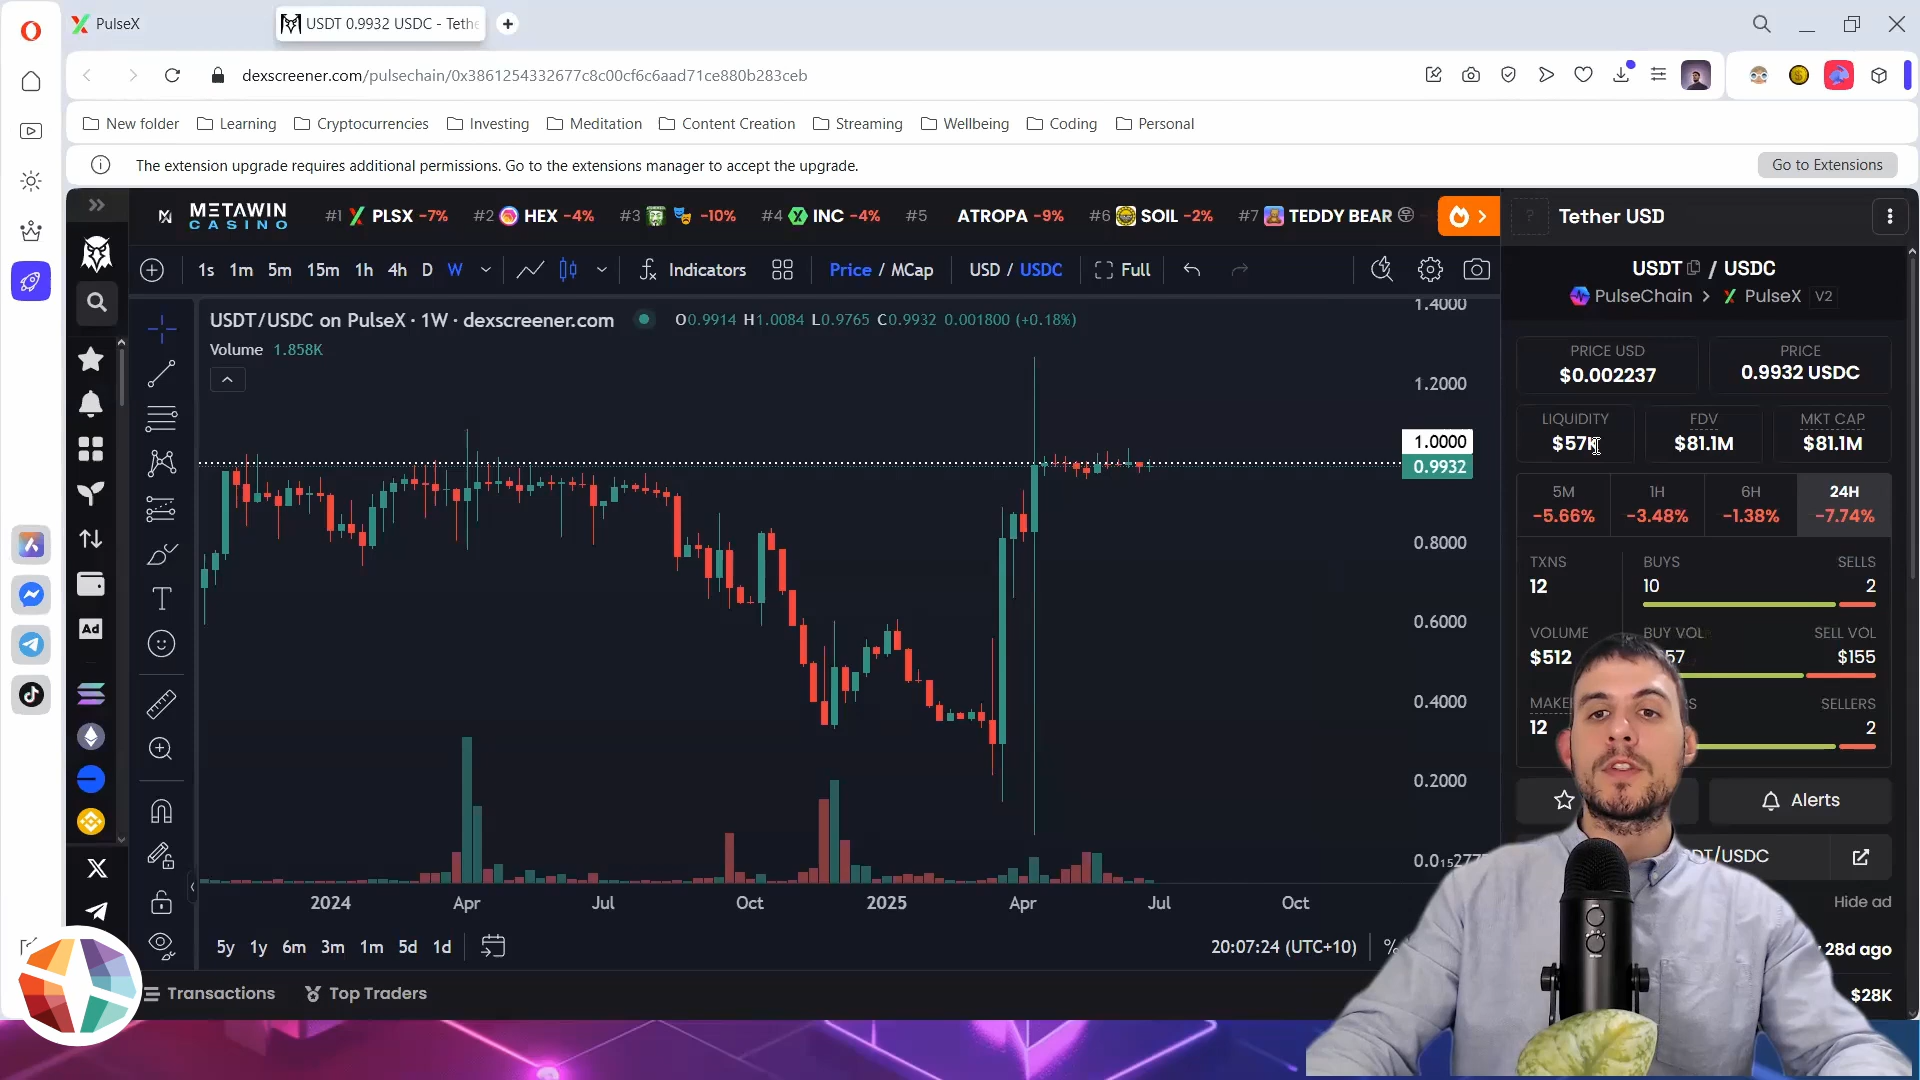 PulseX
USDT 0.9932 USDC - Tethe
dexscreener.com/pulsechain/0x3861254332677c8c00cf6c6aad71ce880b283ceb
New folder Learning Cryptocurrencies Investing Meditation Content Creation Streaming Wellbeing Coding Personal
The extension upgrade requires additional permissions. Go to the extensions manager to accept the upgrade.
Go to Extensions
METAWIN
CASINO
#1 PLSX -7% #2 HEX -4% #3 -10% #4 INC -4% #5 ATROPA -9% #6 SOIL -2% #7 TEDDY BEAR
Tether USD
1s 1m 5m 15m 1h 4h D W Indicators Price / MCap USD / USDC Full
USDT / USDC
PulseChain > PulseX V2
USDT/USDC on PulseX · 1W · dexscreener.com O0.9914 H1.0084 L0.9765 C0.9932 0.001800 (+0.18%)
Volume 1.858K
1.4000
1.2000
1.0000
0.9932
0.8000
0.6000
0.4000
0.2000
2024 Apr Jul Oct 2025 Apr Jul Oct
5y 1y 6m 3m 1m 5d 1d
20:07:24 (UTC+10) %
Transactions Top Traders
Ad
PRICE USD
$0.002237
PRICE
0.9932 USDC
LIQUIDITY
$57K
FDV
$81.1M
MKT CAP
$81.1M
5M 1H 6H 24H
-5.66% -3.48% -1.38% -7.74%
TXNS BUYS SELLS
12 10 2
VOLUME BUY VOL SELL VOL
$512 57 $155
SELLERS
12 2
Alerts
USDC
Hide ad
28d ago
$28K